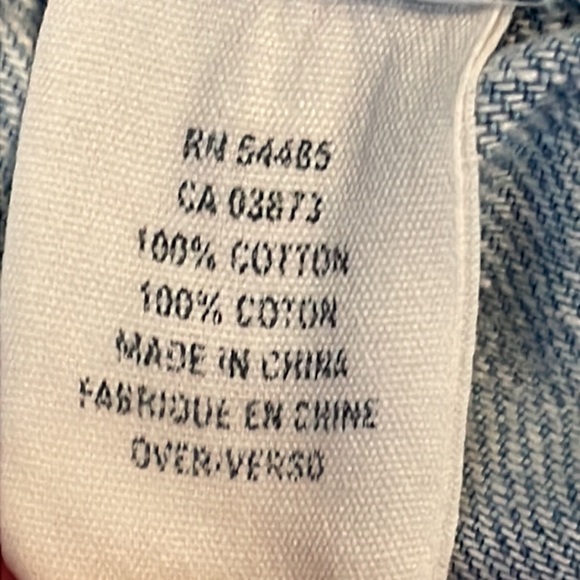 RN 54485
CA 03873
100% COTTON
100% COTON
MADE IN CHINA
FABRIQUE EN CHINE
OVER-VERSO